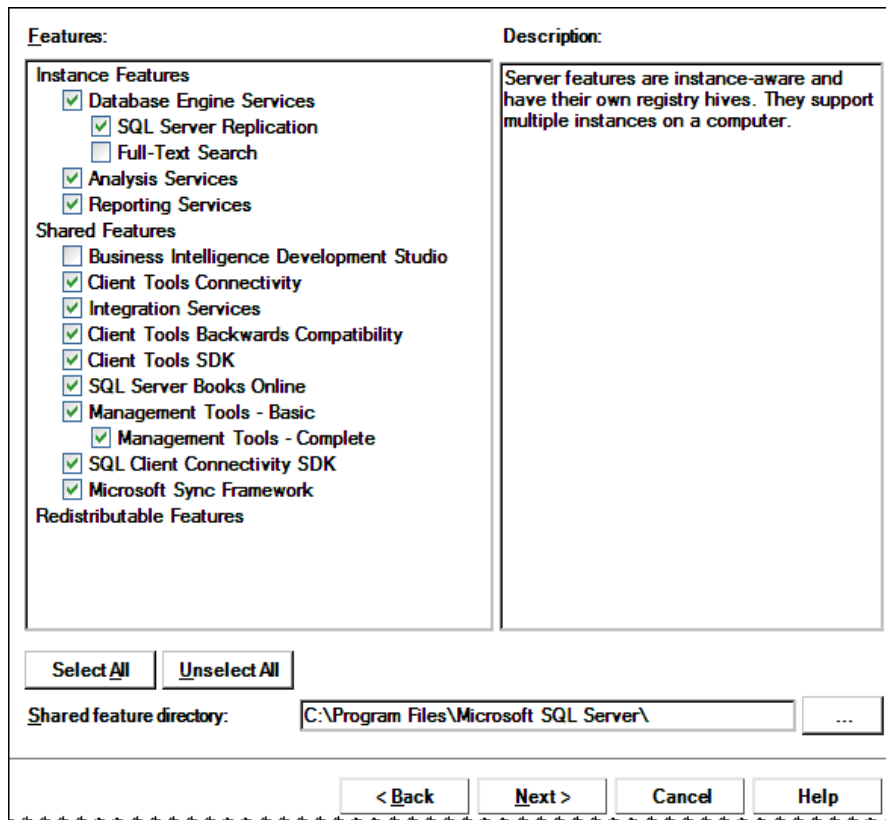 Features:
Description:
Instance Features
Database Engine Services
SQL Server Replication
Full-Text Search
Analysis Services
Reporting Services
Shared Features
Business Intelligence Development Studio
Client Tools Connectivity
Integration Services
Client Tools Backwards Compatibility
Client Tools SDK
SQL Server Books Online
Management Tools - Basic
Management Tools - Complete
SQL Client Connectivity SDK
Microsoft Sync Framework
Redistributable Features
Server features are instance-aware and
have their own registry hives. They support
multiple instances on a computer.
Select All
Unselect All
Shared feature directory:
C:\Program Files\Microsoft SQL Server\
...
< Back
Next >
Cancel
Help